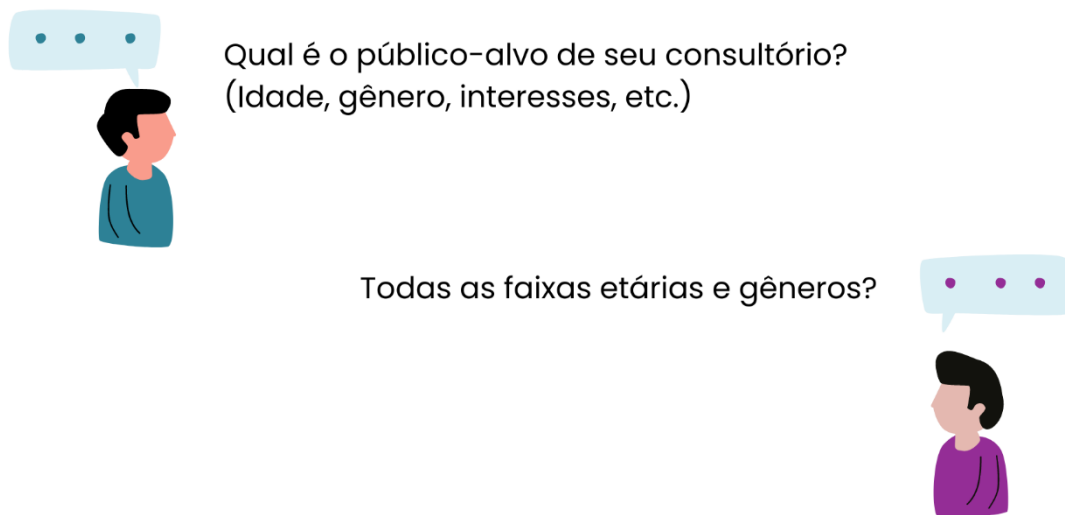 Qual é o público-alvo de seu consultório?
(Idade, gênero, interesses, etc.)
Todas as faixas etárias e gêneros?